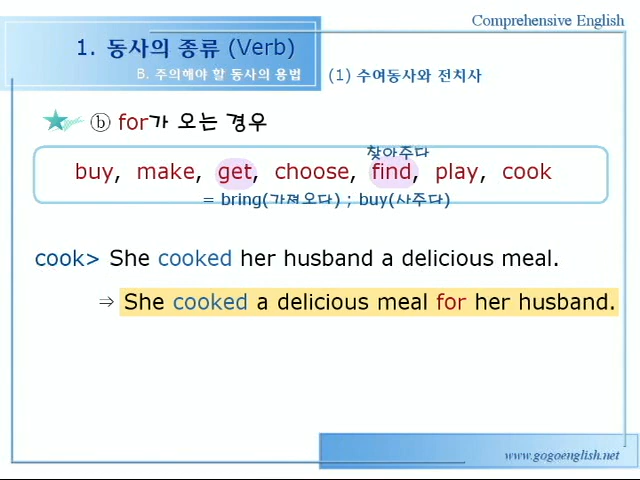 Comprehensive English
1. 동사의 종류 (Verb)
B. 주의해야 할 동사의 용법
(1) 수여동사와 전치사
ⓑ for가 오는 경우
찾아주다
buy, make, get, choose, find, play, cook
= bring(가져오다) ; buy(사주다)
cook> She cooked her husband a delicious meal.
⇒ She cooked a delicious meal for her husband.
www.gogoenglish.net